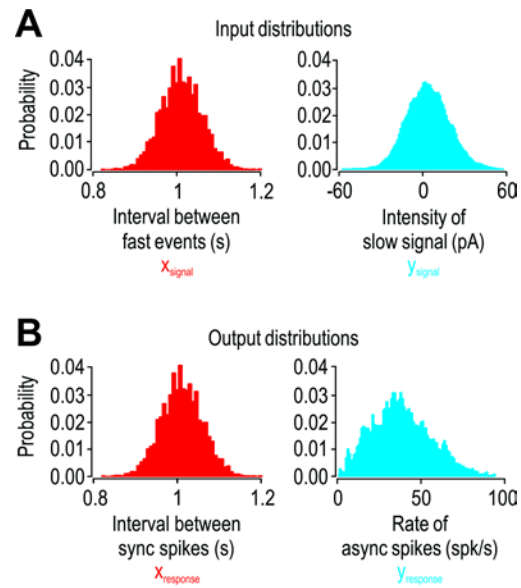 A
Input distributions
Probability
0.04
0.03
0.02
0.01
0.00
0.8
1
1.2
Interval between
fast events (s)
x_signal
0.04
0.03
0.02
0.01
0.00
-60
0
60
Intensity of
slow signal (pA)
y_signal
B
Output distributions
Probability
0.04
0.03
0.02
0.01
0.00
0.8
1
1.2
Interval between
sync spikes (s)
x_response
0.04
0.03
0.02
0.01
0.00
0
50
100
Rate of
async spikes (spk/s)
y_response